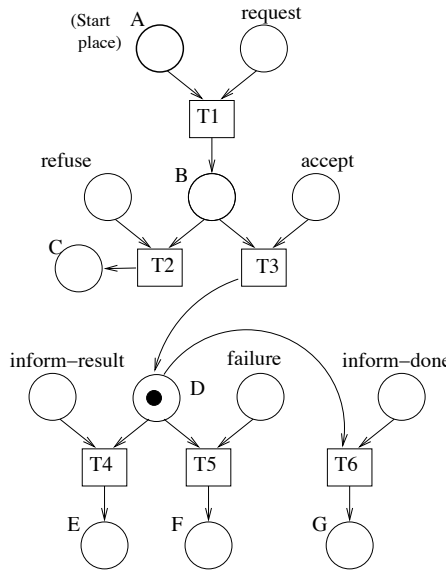 (Start
place)
A
request
T1
refuse
B
accept
C
T2
T3
inform−result
D
failure
inform−done
T4
T5
T6
E
F
G